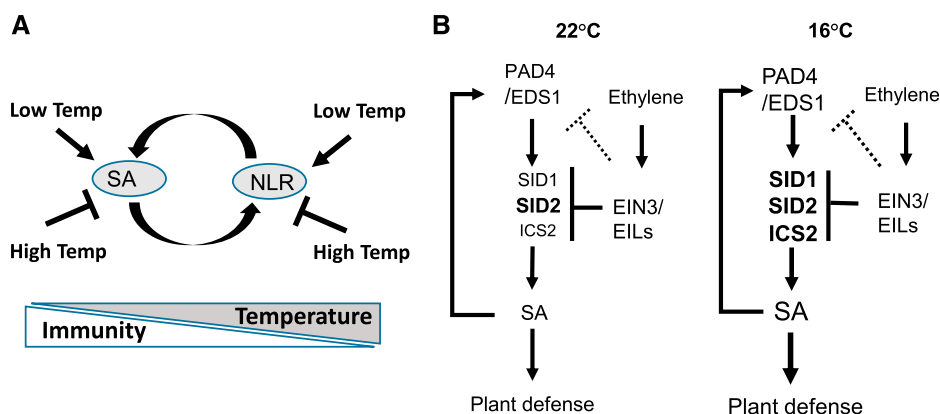 A
Low Temp
Low Temp
SA
NLR
High Temp
High Temp
Temperature
Immunity
B
22°C
PAD4
/EDS1
Ethylene
SID1
SID2
ICS2
EIN3/
EILs
SA
Plant defense
16°C
PAD4
/EDS1
Ethylene
SID1
SID2
ICS2
EIN3/
EILs
SA
Plant defense